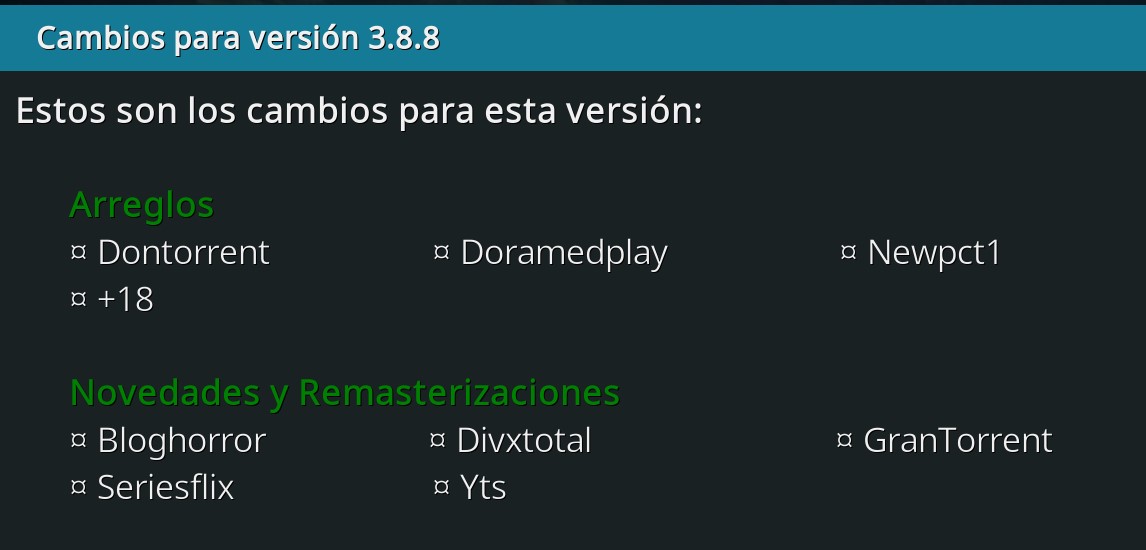 Cambios para versión 3.8.8
Estos son los cambios para esta versión:
Arreglos
¤ Dontorrent ¤ Doramedplay ¤ Newpct1
¤ +18
Novedades y Remasterizaciones
¤ Bloghorror ¤ Divxtotal ¤ GranTorrent
¤ Seriesflix ¤ Yts